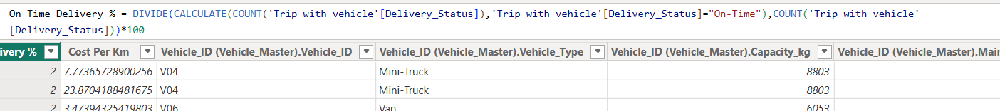 On Time Delivery % = DIVIDE(CALCULATE(COUNT('Trip with vehicle'[Delivery_Status]),'Trip with vehicle'[Delivery_Status]="On-Time"),COUNT('Trip with vehicle'
[Delivery_Status]))*100
ivery % Cost Per Km Vehicle_ID (Vehicle_Master).Vehicle_ID Vehicle_ID (Vehicle_Master).Vehicle_Type Vehicle_ID (Vehicle_Master).Capacity_kg Vehicle_ID (Vehicle_Master).Mair
2 7.77365728900256 V04 Mini-Truck 8803
2 23.8704188481675 V04 Mini-Truck 8803
2 3.47394325419803 V06 Van 6053